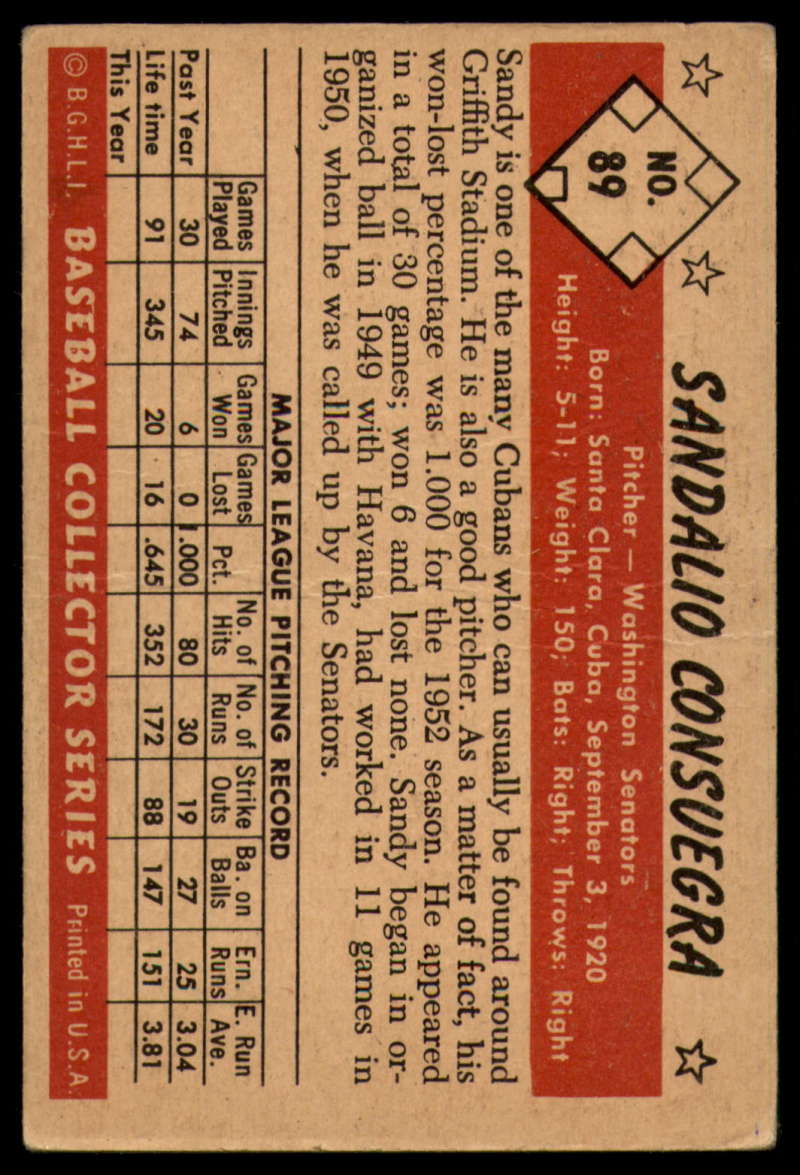 NO.
89
SANDALIO CONSUEGRA
Pitcher — Washington Senators
Born: Santa Clara, Cuba, September 3, 1920
Height: 5-11; Weight: 150; Bats: Right; Throws: Right
Sandy is one of the many Cubans who can usually be found around
Griffith Stadium. He is also a good pitcher. As a matter of fact, his
won-lost percentage was 1.000 for the 1952 season. He appeared
in a total of 30 games; won 6 and lost none. Sandy began in or-
ganized ball in 1949 with Havana, had worked in 11 games in
1950, when he was called up by the Senators.
MAJOR LEAGUE PITCHING RECORD
Games Innings Games Games No. of No. of Strike Ba. on Ern. E. Run
Played Pitched Won Lost Pct. Hits Runs Outs Balls Runs Ave.
Past Year 30 74 6 0 1.000 80 30 19 27 25 3.04
Life time 91 345 20 16 .645 352 172 88 147 151 3.81
This Year
© B.G.H.L.I. BASEBALL COLLECTOR SERIES Printed in U.S.A.